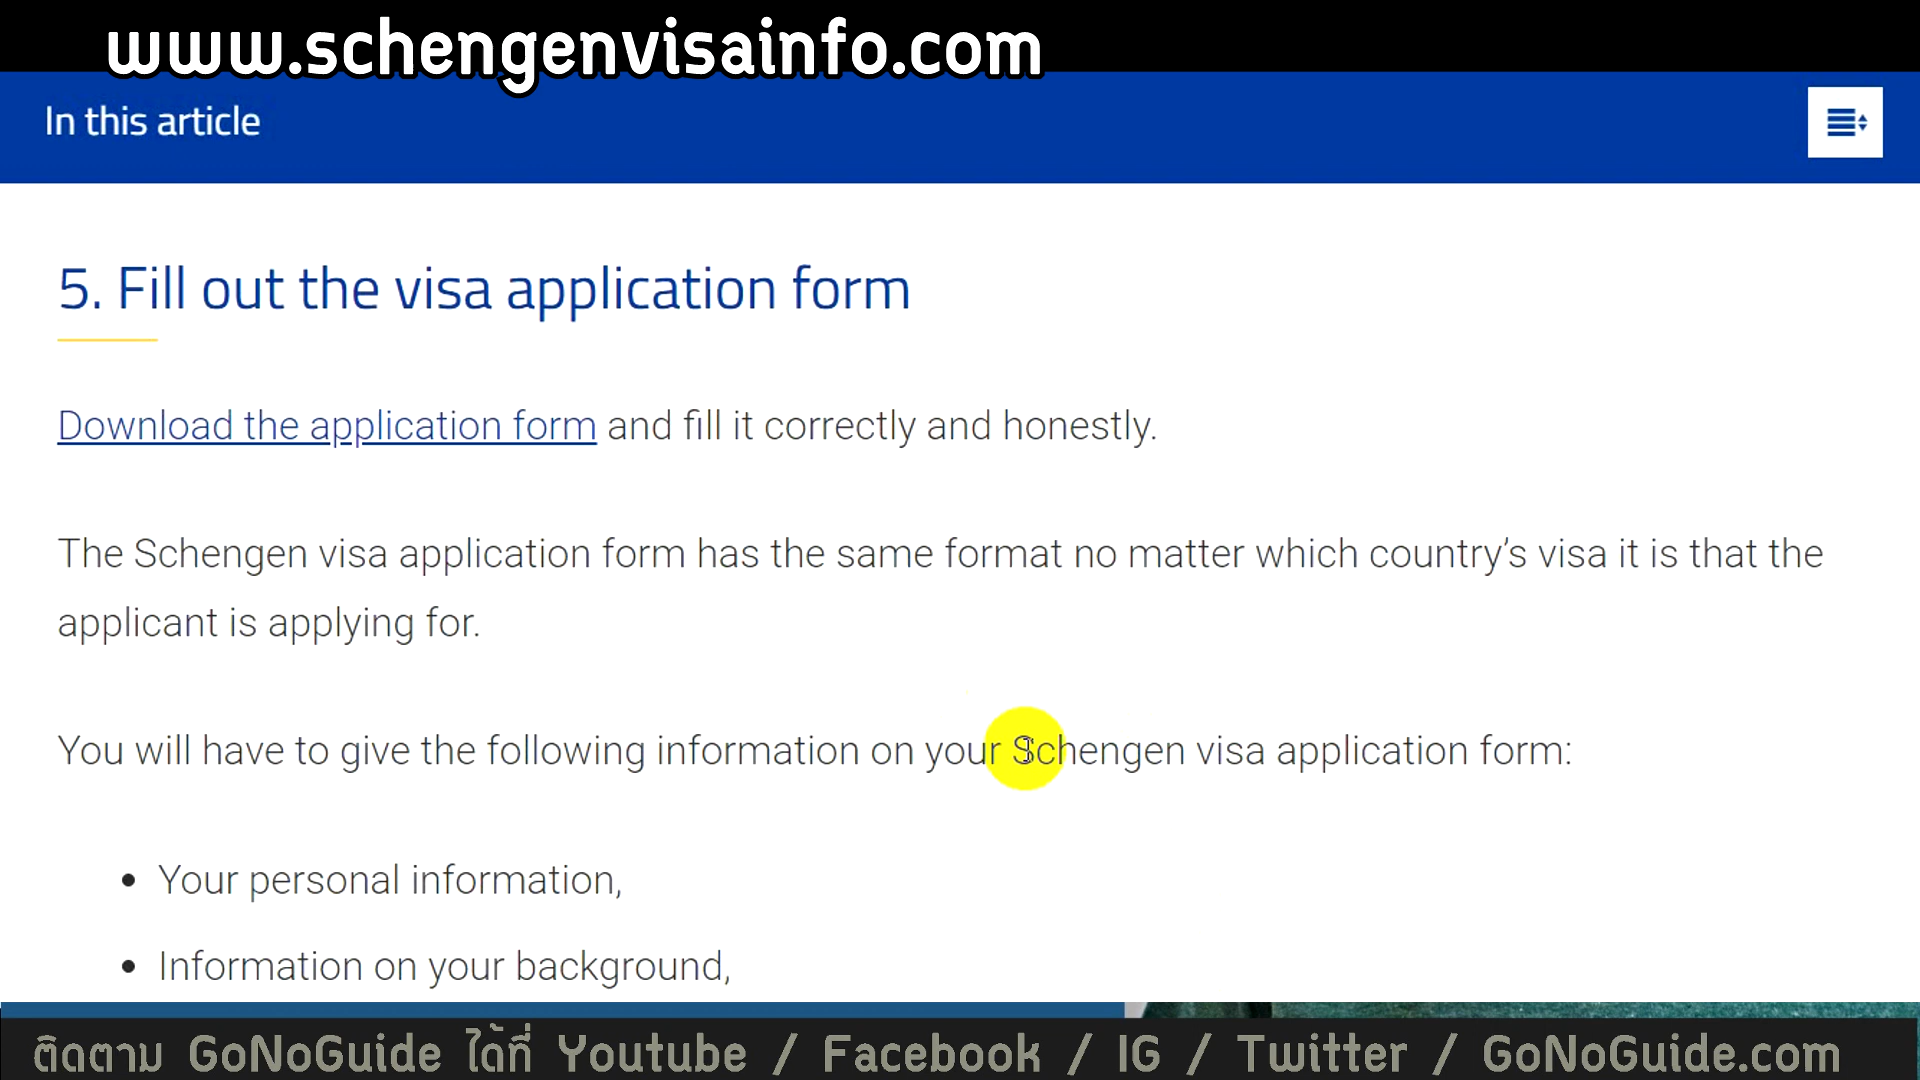 www.schengenvisainfo.com
In this article
5. Fill out the visa application form
Download the application form and fill it correctly and honestly.
The Schengen visa application form has the same format no matter which country’s visa it is that the
applicant is applying for.
You will have to give the following information on your Schengen visa application form:
• Your personal information,
• Information on your background,
ติดตาม GoNoGuide ได้ที่ Youtube / Facebook / IG / Twitter / GoNoGuide.com